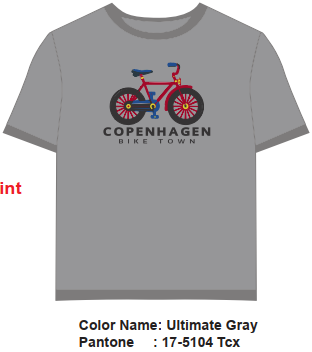 COPENHAGEN
BIKE TOWN
int
Color Name: Ultimate Gray
Pantone : 17-5104 Tcx